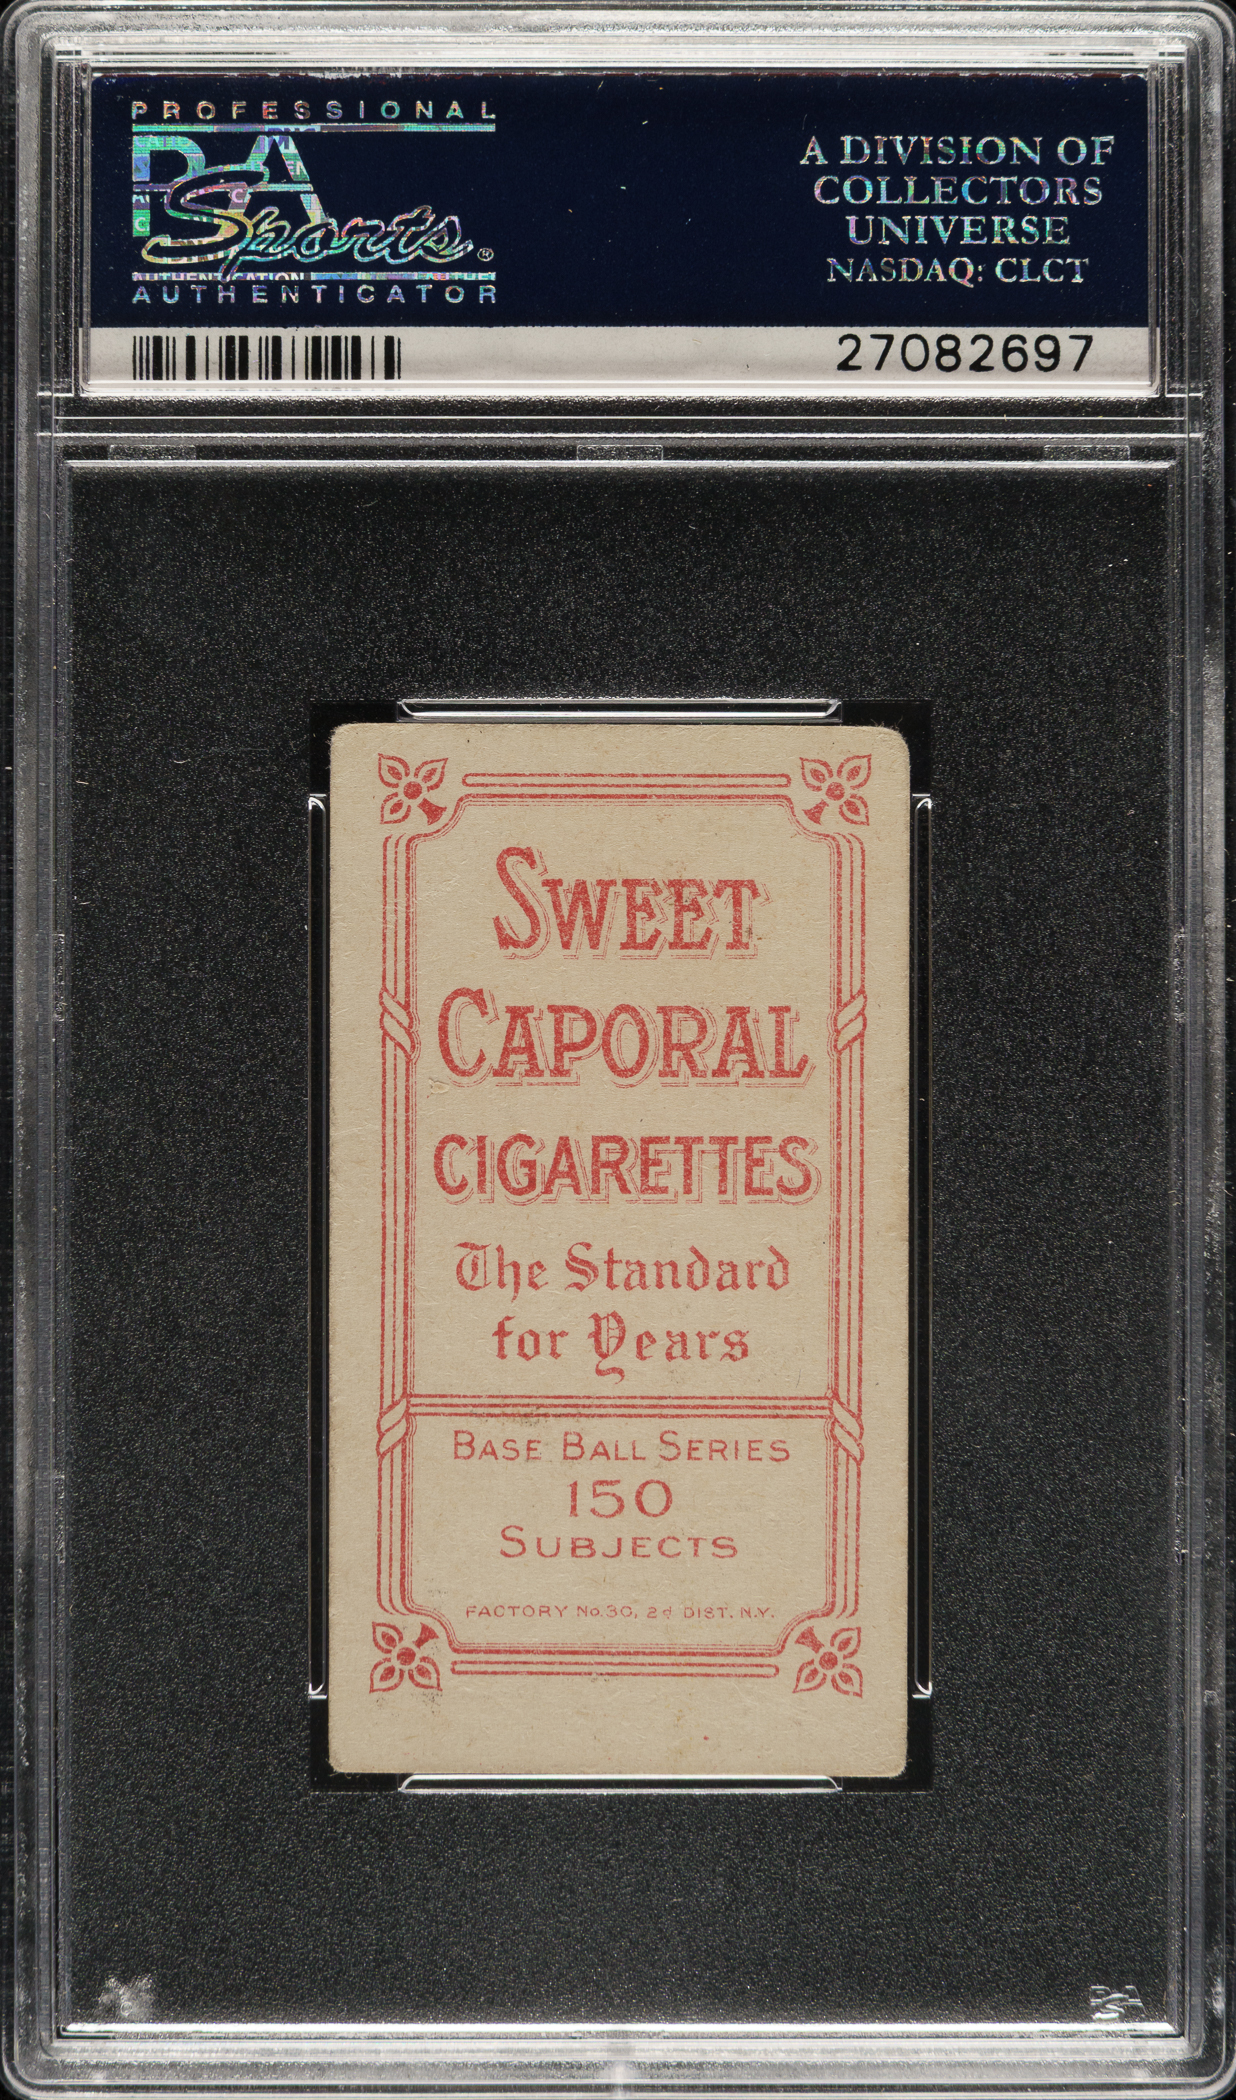 PROFESSIONAL
PSA
Sports®
AUTHENTICATOR
A DIVISION OF
COLLECTORS
UNIVERSE
NASDAQ: CLCT
27082697
SWEET
CAPORAL
CIGARETTES
The Standard
for Years
BASE BALL SERIES
150
SUBJECTS
FACTORY No.30, 2d DIST. N.Y.
PSA